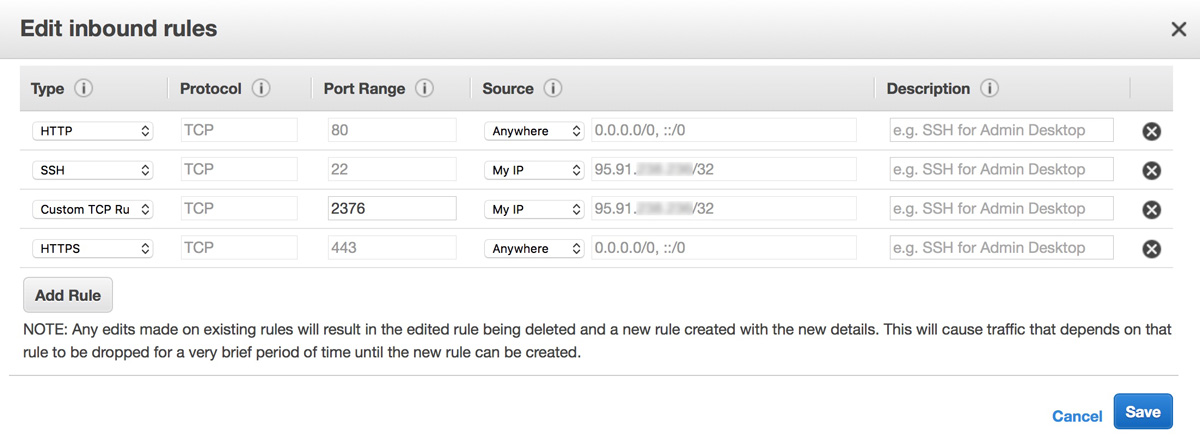 Edit inbound rules
Type Protocol Port Range Source Description
HTTP TCP 80 Anywhere 0.0.0.0/0, ::/0 e.g. SSH for Admin Desktop
SSH TCP 22 My IP 95.91. /32 e.g. SSH for Admin Desktop
Custom TCP Ru TCP 2376 My IP 95.91. /32 e.g. SSH for Admin Desktop
HTTPS TCP 443 Anywhere 0.0.0.0/0, ::/0 e.g. SSH for Admin Desktop
Add Rule
NOTE: Any edits made on existing rules will result in the edited rule being deleted and a new rule created with the new details. This will cause traffic that depends on that
rule to be dropped for a very brief period of time until the new rule can be created.
Cancel Save